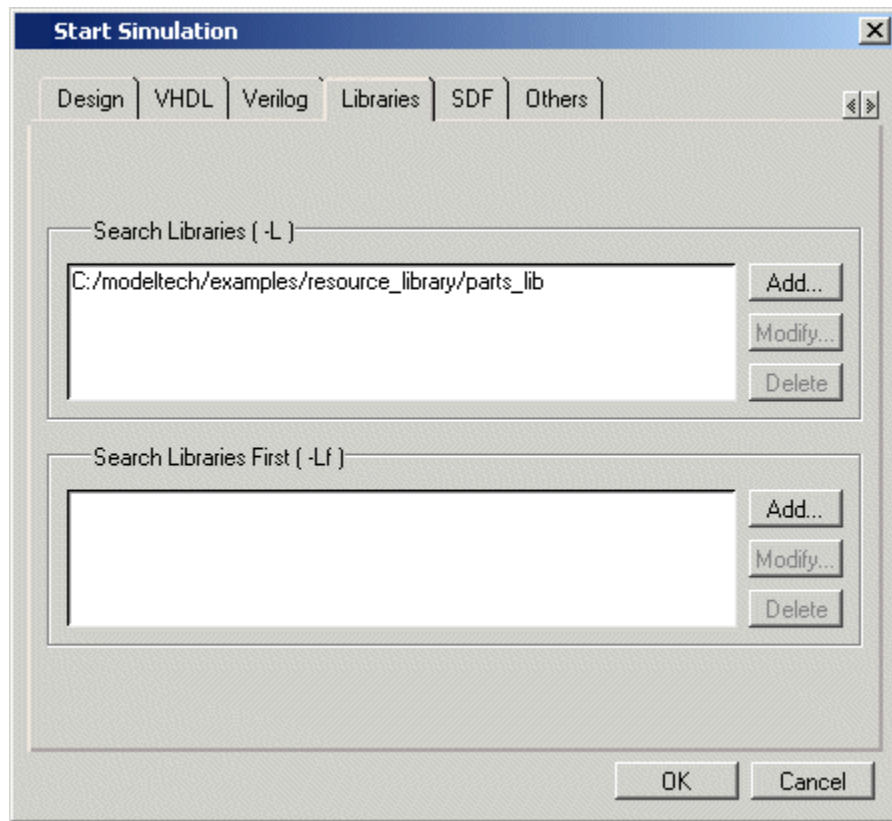 Start Simulation
Design VHDL Verilog Libraries SDF Others
Search Libraries ( -L )
C:/modeltech/examples/resource_library/parts_lib
Add...
Modify...
Delete
Search Libraries First ( -Lf )
Add...
Modify...
Delete
OK Cancel